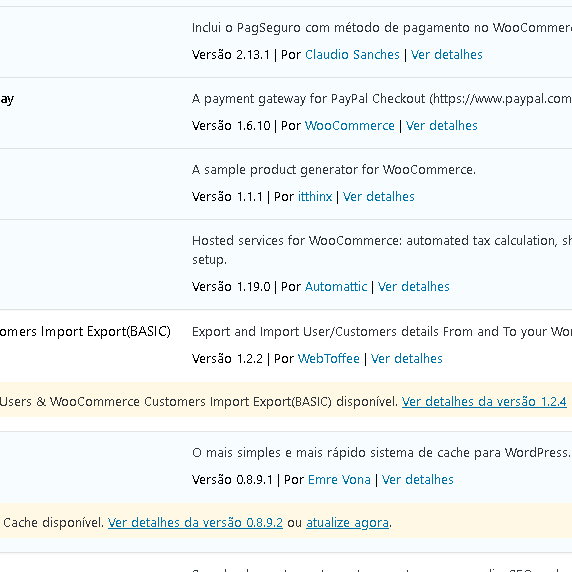 Inclui o PagSeguro com método de pagamento no
Versão 2.13.1 | Por Claudio Sanches | Ver detalhes
A payment gateway for PayPal Checkout (https://www.paypal.com
Versão 1.6.10 | Por WooCommerce | Ver detalhes
A sample product generator for WooCommerce.
Versão 1.1.1 | Por itthinx | Ver detalhes
Hosted services for WooCommerce: automated tax calculation,
setup.
Versão 1.19.0 | Por Automattic | Ver detalhes
Import Export(BASIC) Export and Import User/Customers details From and To your
Versão 1.2.2 | Por WebToffee | Ver detalhes
Users & WooCommerce Customers Import Export(BASIC) disponível. Ver detalhes da versão 1.2.4
O mais simples e mais rápido sistema de cache para WordPress.
Versão 0.8.9.1 | Por Emre Vona | Ver detalhes
Cache disponível. Ver detalhes da versão 0.8.9.2 ou atualize agora.